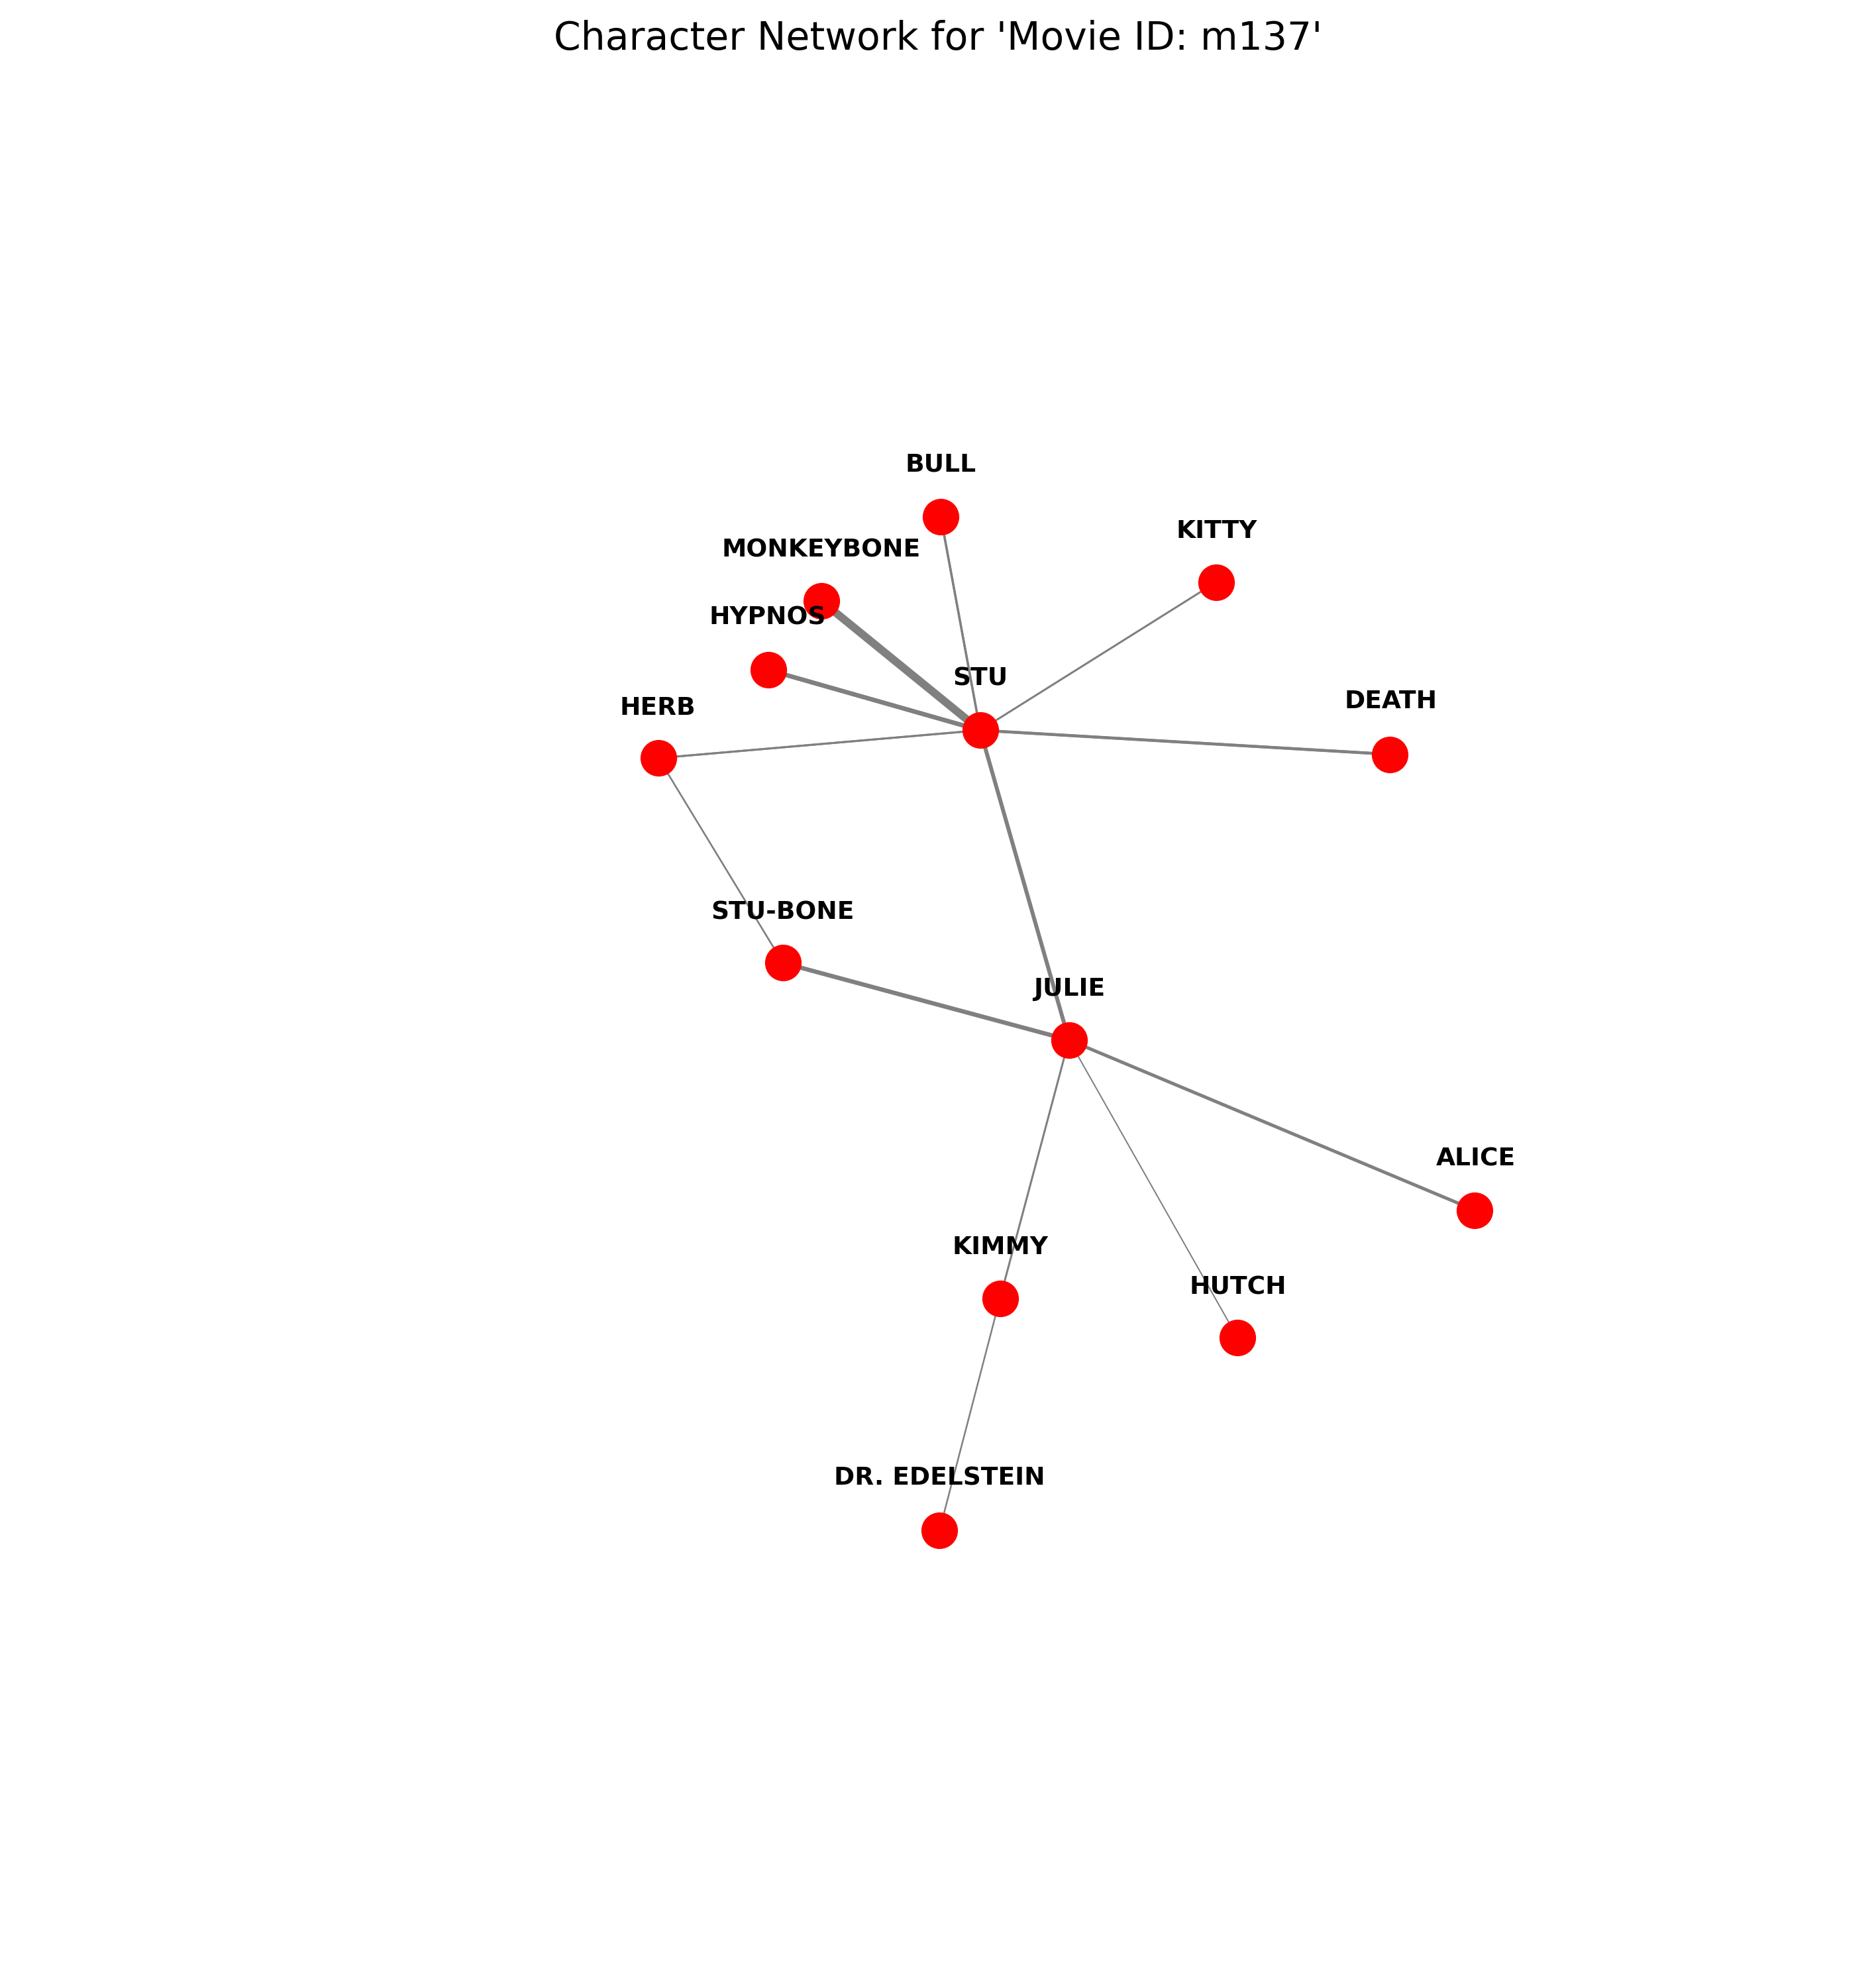 Character Network for 'Movie ID: m137'
BULL
KITTY
MONKEYBONE
HYPNOS
STU
DEATH
HERB
STU-BONE
JULIE
ALICE
KIMMY
HUTCH
DR. EDELSTEIN